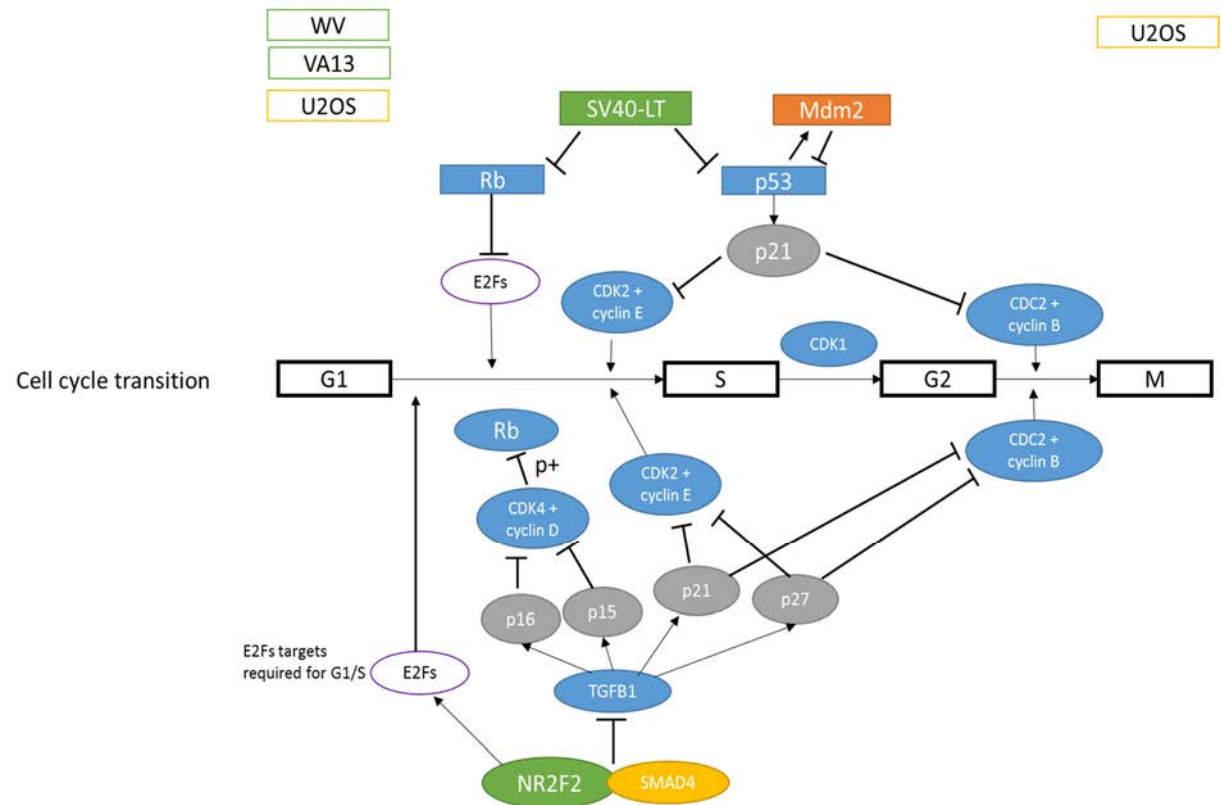 WV
VA13
U2OS
U2OS
SV40-LT
Mdm2
Rb
p53
p21
E2Fs
CDK2 +
cyclin E
CDC2 +
cyclin B
CDK1
Cell cycle transition
G1
S
G2
M
Rb
p+
CDK4 +
cyclin D
CDK2 +
cyclin E
CDC2 +
cyclin B
p16
p15
p21
p27
E2Fs targets
required for G1/S
E2Fs
TGFB1
NR2F2
SMAD4